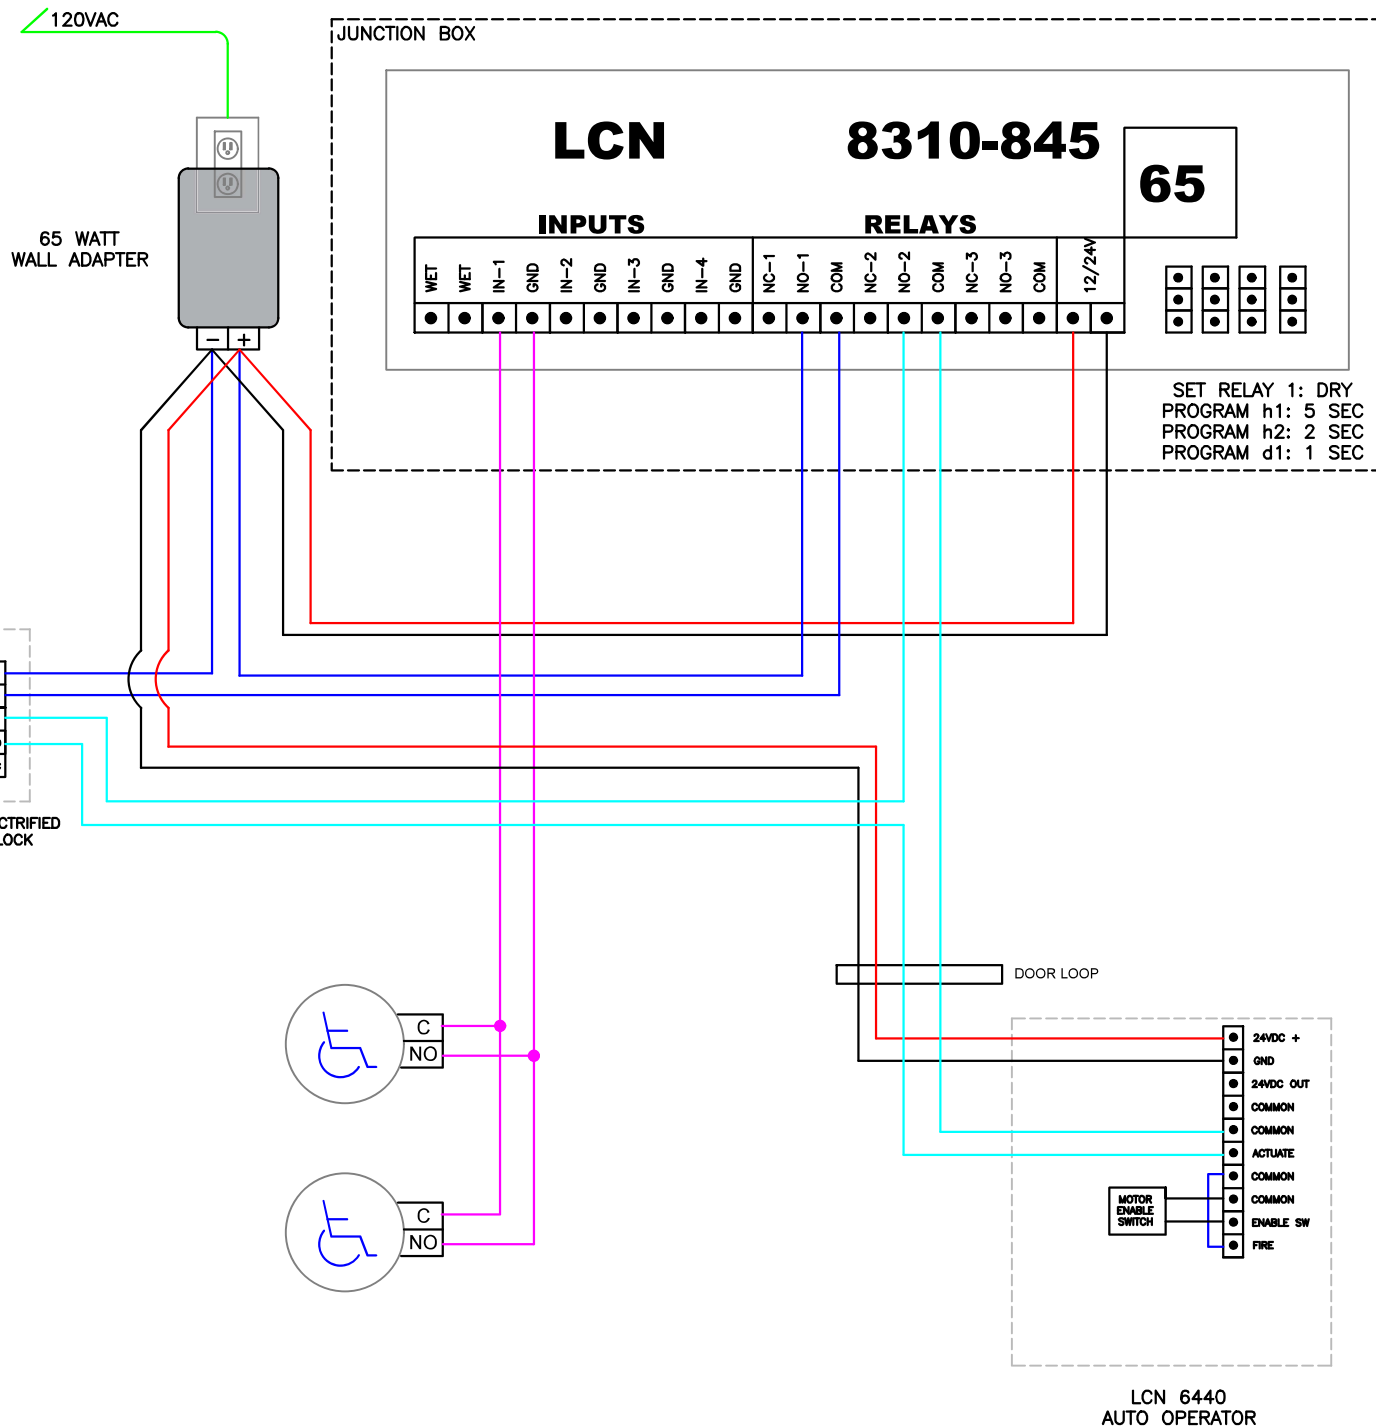 120VAC
JUNCTION BOX
LCN 8310-845
65
65 WATT
WALL ADAPTER
INPUTS RELAYS
WET WET IN-1 GND IN-2 GND IN-3 GND IN-4 GND NC-1 NO-1 COM NC-2 NO-2 COM NC-3 NO-3 COM 12/24V
- +
SET RELAY 1: DRY
PROGRAM h1: 5 SEC
PROGRAM h2: 2 SEC
PROGRAM d1: 1 SEC
CTRIFIED
LOCK
DOOR LOOP
C
NO
C
NO
24VDC +
GND
24VDC OUT
COMMON
COMMON
ACTUATE
COMMON
COMMON
ENABLE SW
FIRE
MOTOR
ENABLE
SWITCH
LCN 6440
AUTO OPERATOR